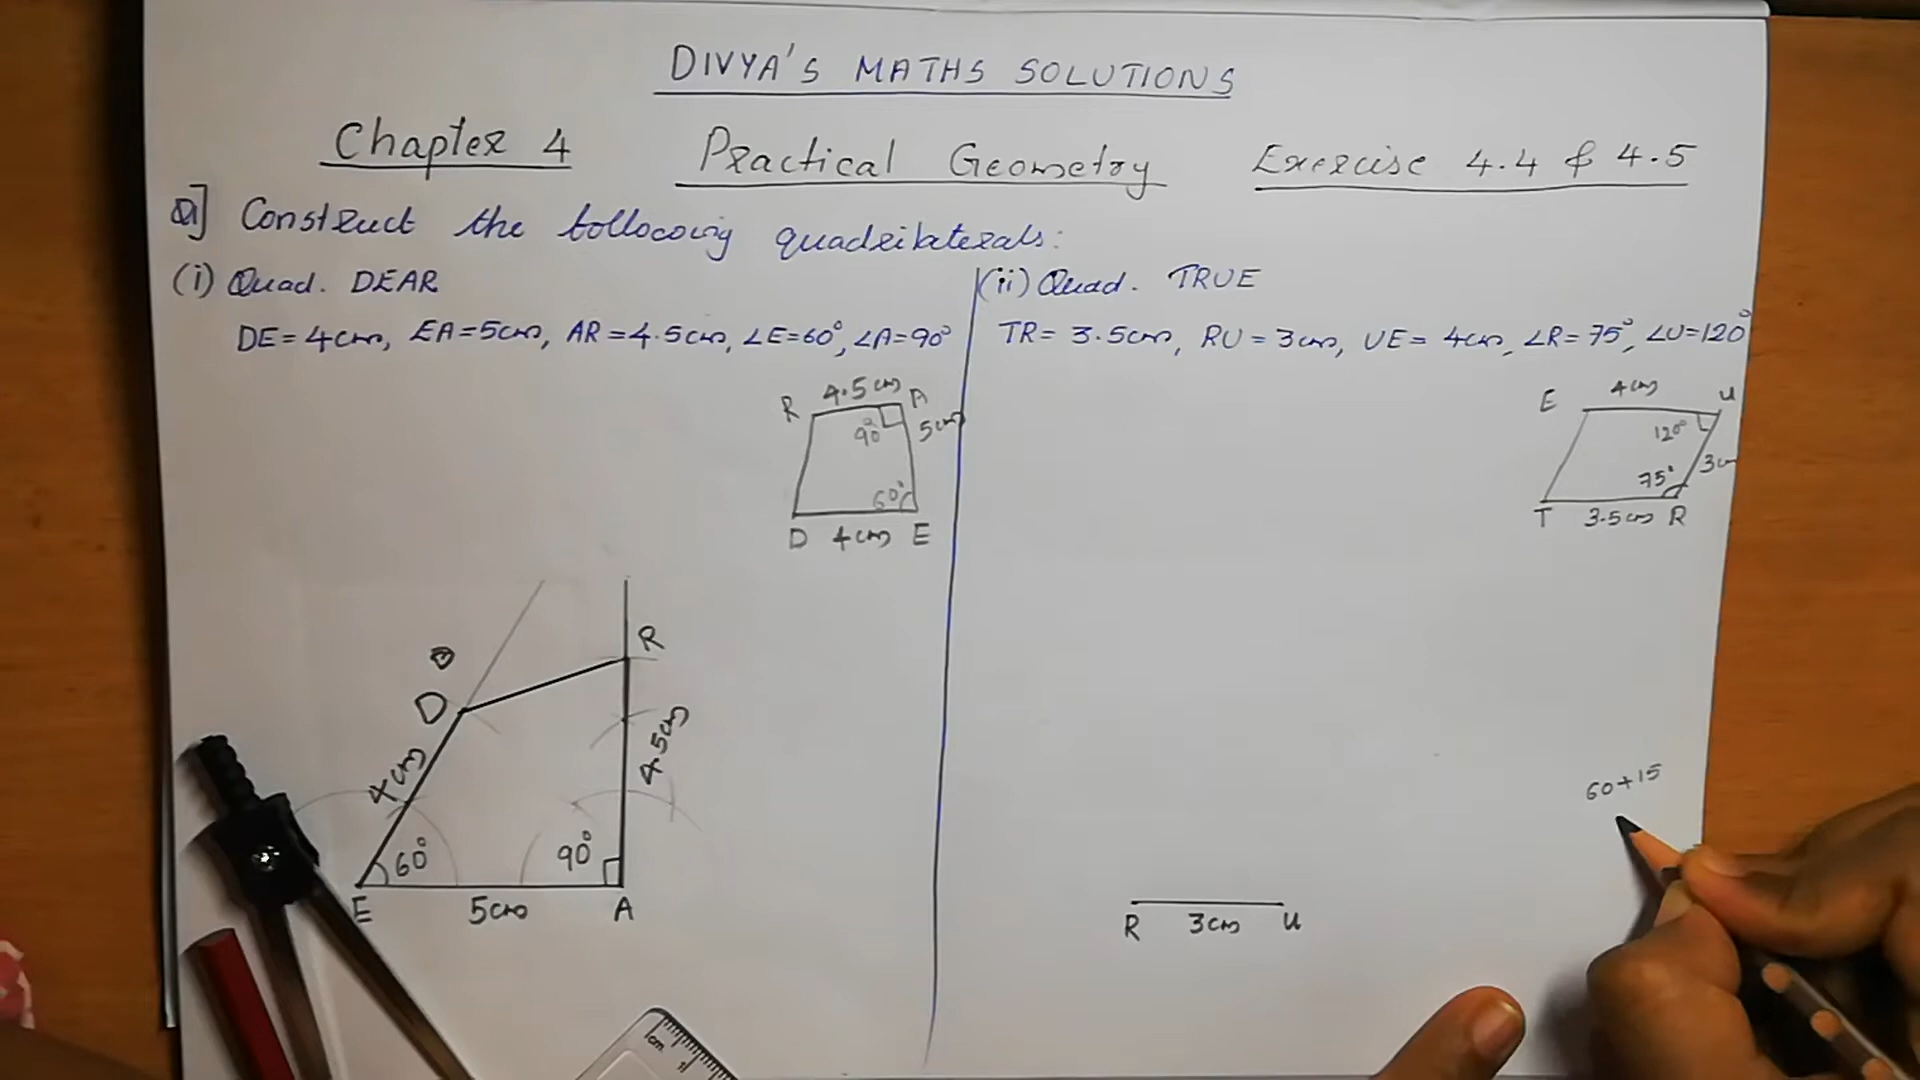 DIVYA'S MATHS SOLUTIONS
Chapter 4 Practical Geometry Exercise 4.4 & 4.5
Q] Construct the following quadrilaterals:
(i) Quad. DEAR
DE = 4cm, EA = 5cm, AR = 4.5cm, ∠E = 60°, ∠A = 90°
R 4.5cm A
90° 5cm
60°
D 4cm E
R
D
4cm
4.5cm
60° 90°
E 5cm A
cm 1
(ii) Quad. TRUE
TR = 3.5cm, RU = 3cm, UE = 4cm, ∠R = 75°, ∠U = 120°
E 4cm U
120°
75° 3cm
T 3.5cm R
60+15
R 3cm U